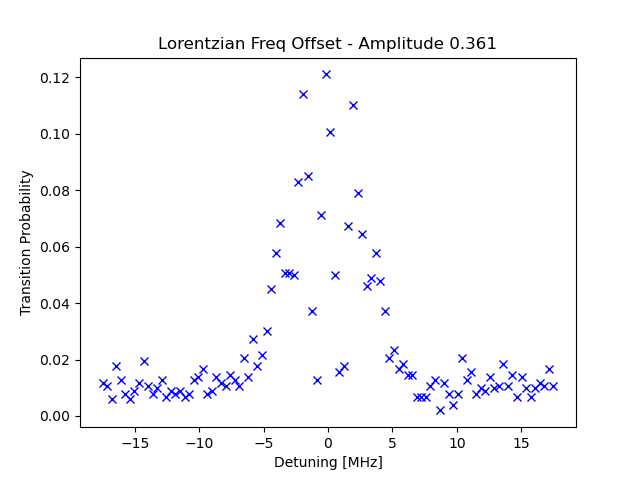 Lorentzian Freq Offset - Amplitude 0.361
0.12
0.10
0.08
0.06
0.04
0.02
0.00
Transition Probability
−15 −10 −5 0 5 10 15
Detuning [MHz]